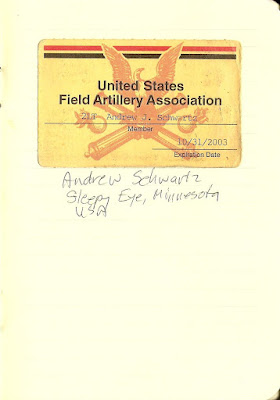 United States
Field Artillery Association
213 Andrew J. Schwartz
Member
10/31/2003
Expiration Date
Andrew Schwartz
Sleepy Eye, Minnesota
USA